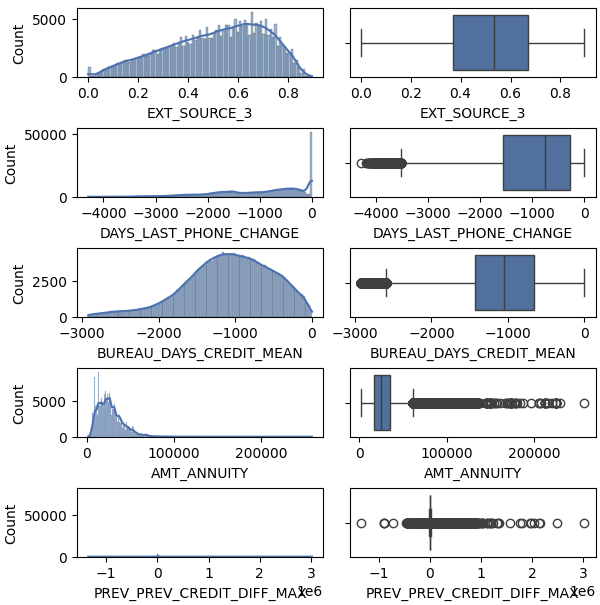 Count
5000
0
0.0 0.2 0.4 0.6 0.8
EXT_SOURCE_3
0.0 0.2 0.4 0.6 0.8
EXT_SOURCE_3
Count
50000
0
−4000 −3000 −2000 −1000 0
DAYS_LAST_PHONE_CHANGE
−4000 −3000 −2000 −1000 0
DAYS_LAST_PHONE_CHANGE
Count
2500
0
−3000 −2000 −1000 0
BUREAU_DAYS_CREDIT_MEAN
−3000 −2000 −1000 0
BUREAU_DAYS_CREDIT_MEAN
Count
5000
0
0 100000 200000
AMT_ANNUITY
0 100000 200000
AMT_ANNUITY
Count
50000
0
−1 0 1 2 3
1e6
PREV_PREV_CREDIT_DIFF_MAX
−1 0 1 2 3
1e6
PREV_PREV_CREDIT_DIFF_MAX